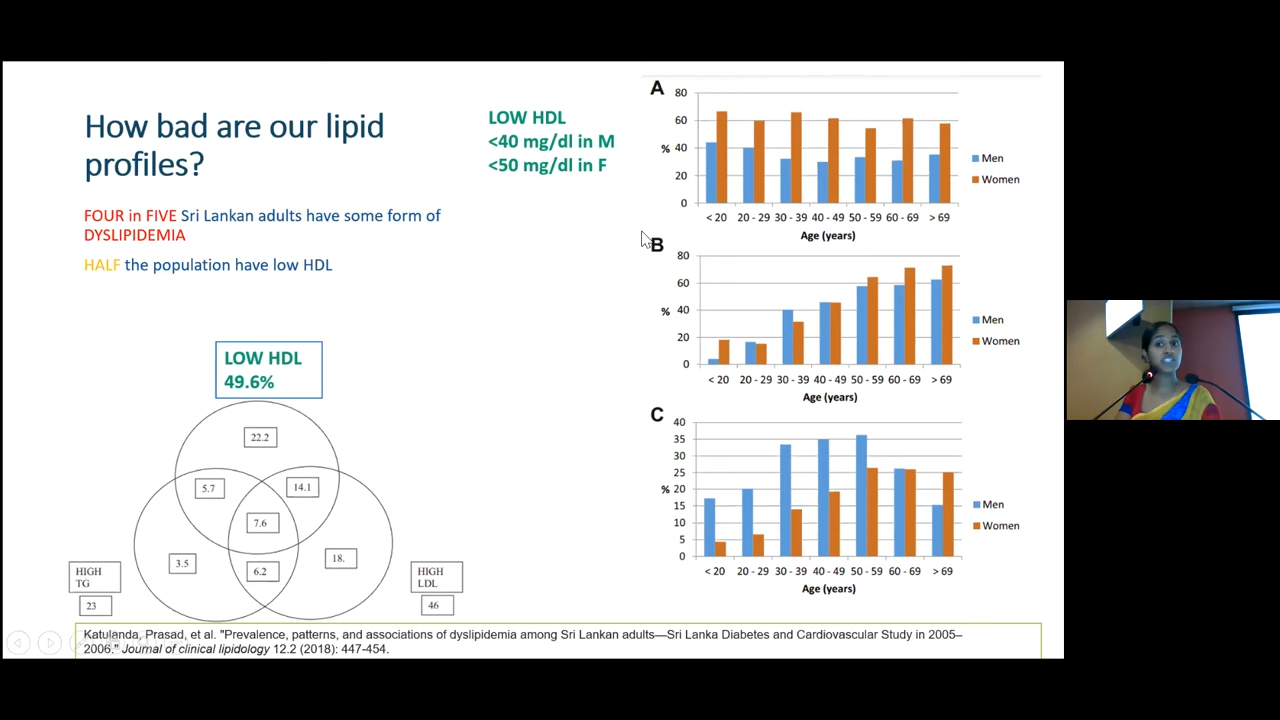 How bad are our lipid
profiles?
LOW HDL
<40 mg/dl in M
<50 mg/dl in F
FOUR in FIVE Sri Lankan adults have some form of
DYSLIPIDEMIA
HALF the population have low HDL
LOW HDL
49.6%
22.2
5.7
14.1
7.6
3.5
18.
6.2
HIGH
TG
23
HIGH
LDL
46
A
80
60
% 40
20
0
< 20 20 - 29 30 - 39 40 - 49 50 - 59 60 - 69 > 69
Age (years)
Men
Women
B
80
60
% 40
20
0
< 20 20 - 29 30 - 39 40 - 49 50 - 59 60 - 69 > 69
Age (years)
Men
Women
C
40
35
30
25
% 20
15
10
5
0
< 20 20 - 29 30 - 39 40 - 49 50 - 59 60 - 69 > 69
Age (years)
Men
Women
Katulanda, Prasad, et al. "Prevalence, patterns, and associations of dyslipidemia among Sri Lankan adults—Sri Lanka Diabetes and Cardiovascular Study in 2005–
2006." Journal of clinical lipidology 12.2 (2018): 447-454.